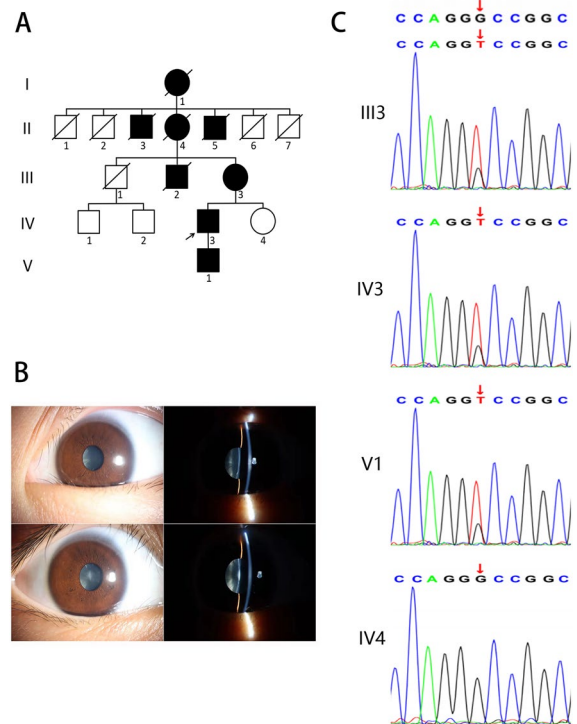 A
I
1
II
1 2 3 4 5 6 7
III
1 2 3
IV
1 2 3 4
V
1
B
C
C C A G G G C C G G C
C C A G G T C C G G C
III3
C C A G G T C C G G C
IV3
C C A G G T C C G G C
V1
C C A G G G C C G G C
IV4